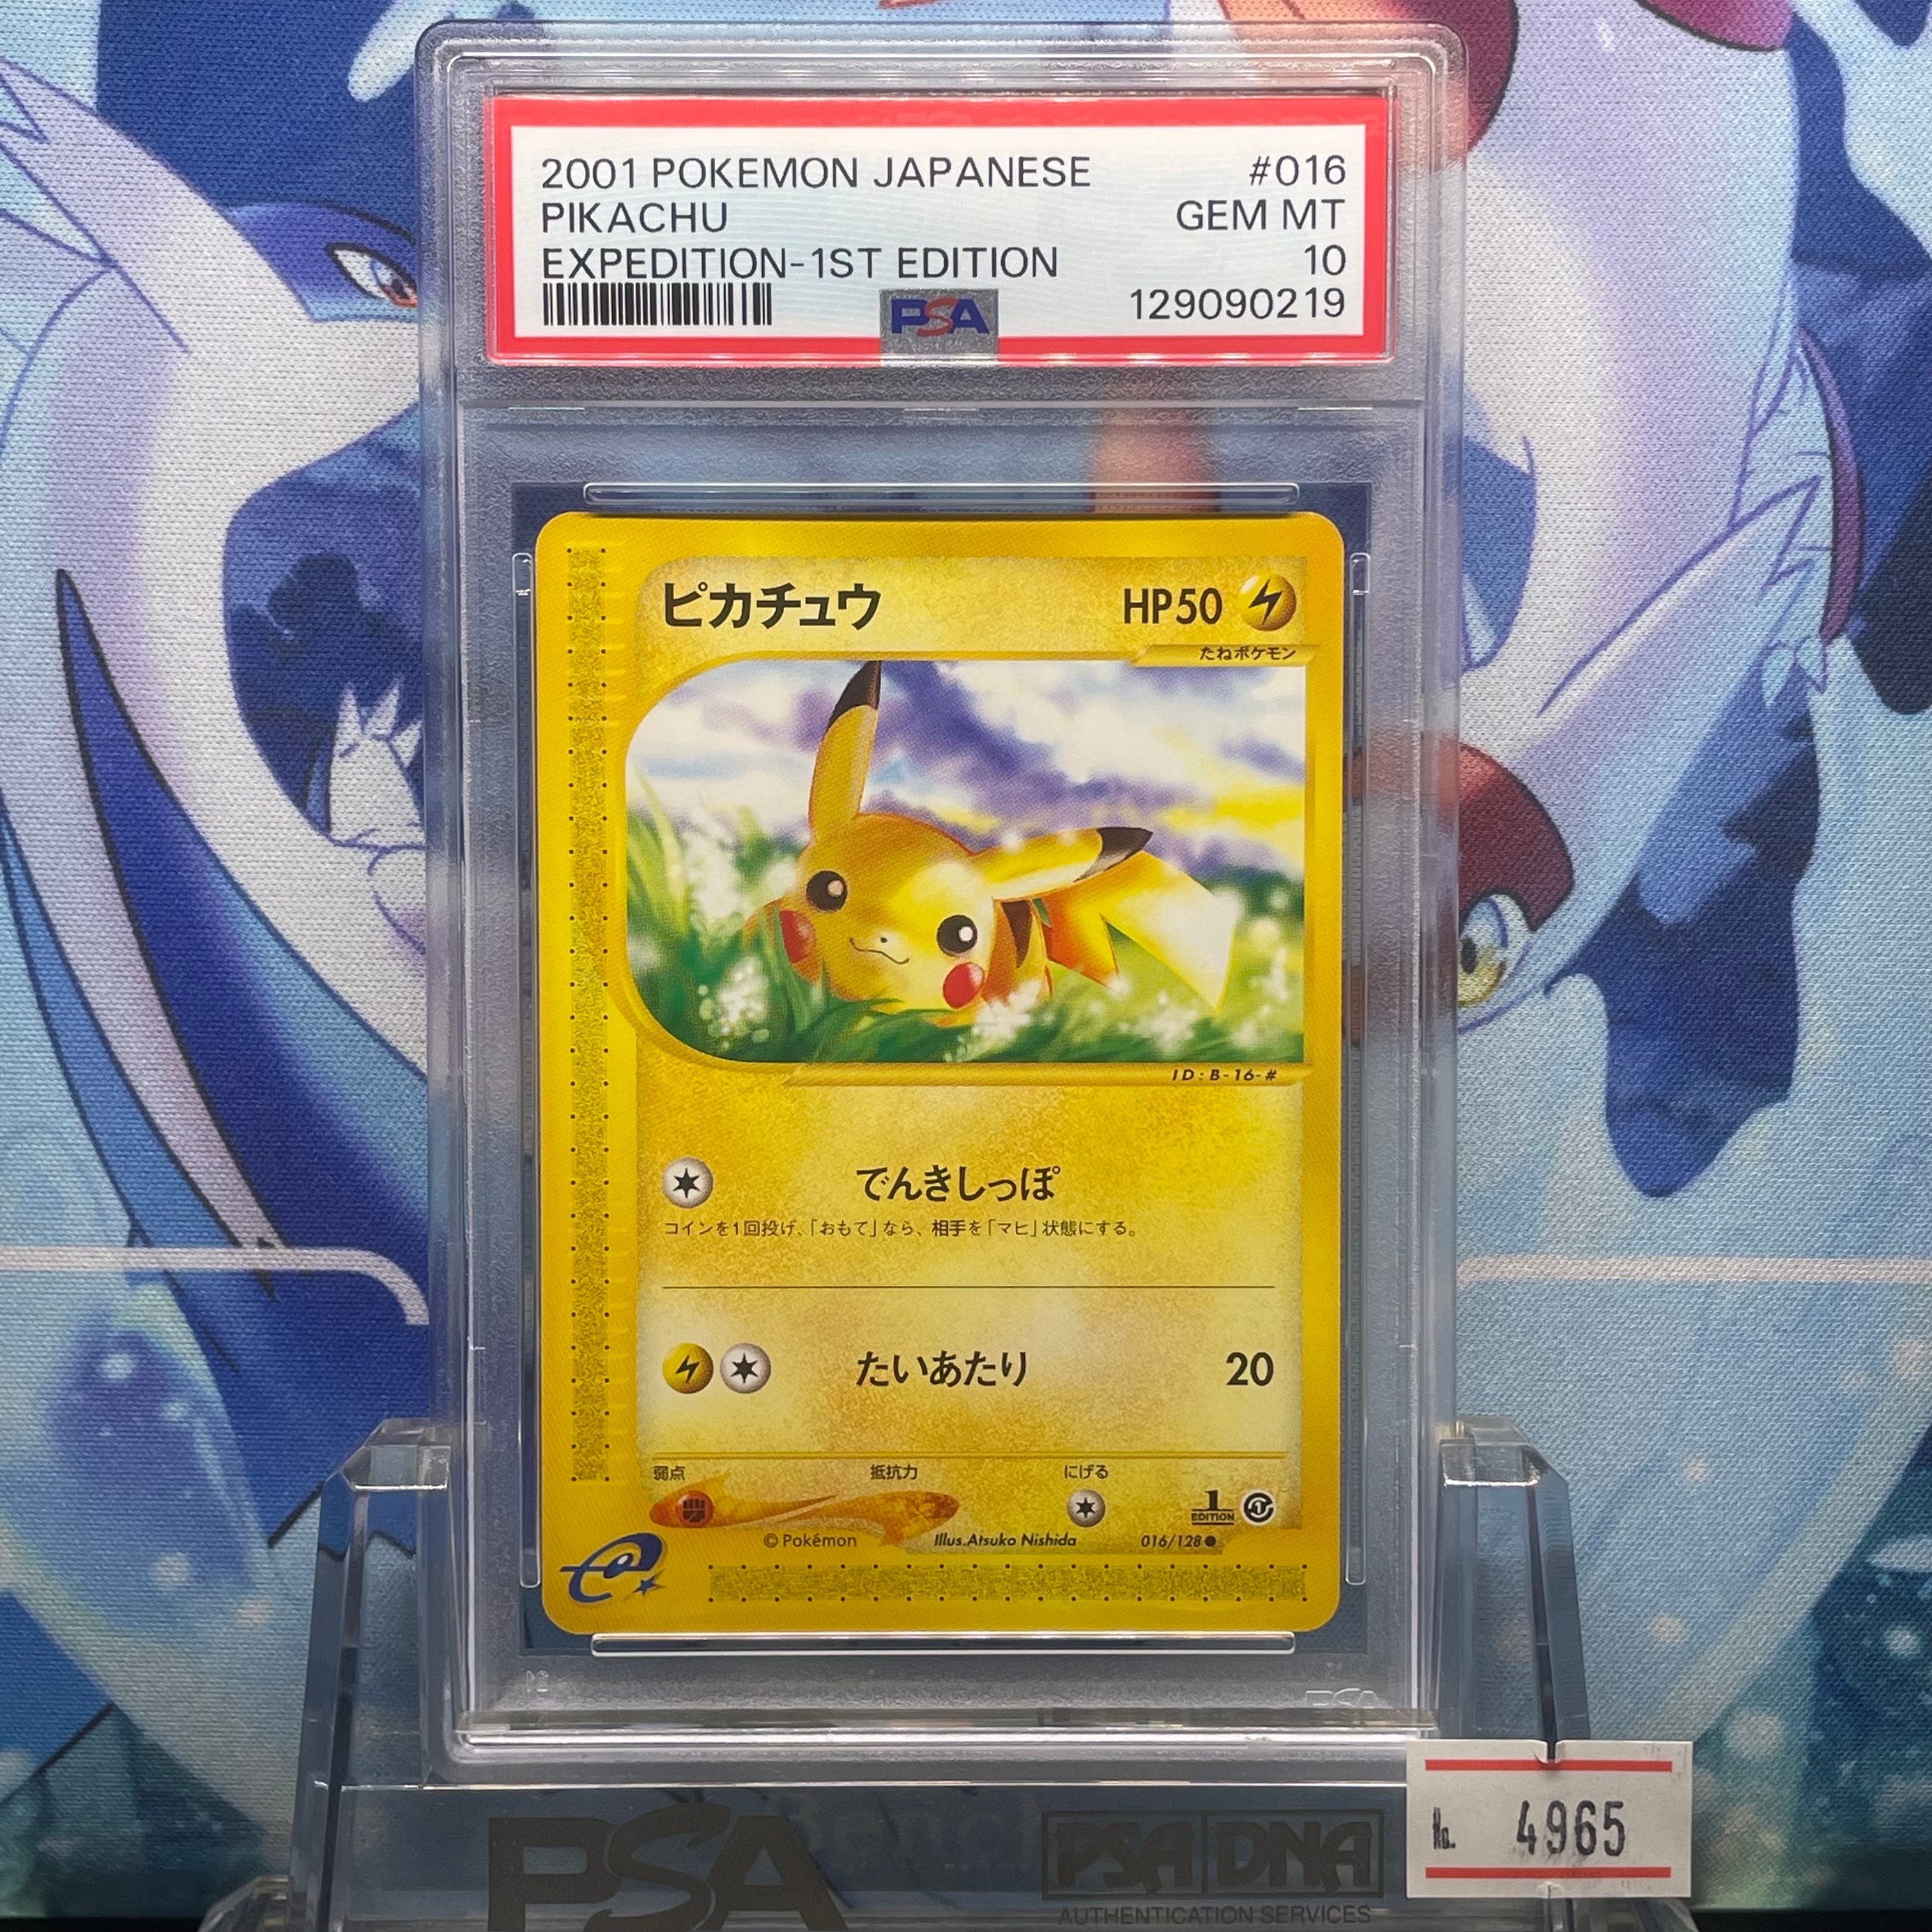 2001 POKEMON JAPANESE #016
PIKACHU GEM MT
EXPEDITION-1ST EDITION 10
PSA 129090219
ピカチュウ HP50
たねポケモン
ID:B-16-#
でんきしっぽ
コインを1回投げ、「おもて」なら、相手を「マヒ」状態にする。
たいあたり 20
弱点 抵抗力 にげる
1
EDITION
© Pokémon Illus.Atsuko Nishida 016/128●
e
PSA
PSA PSA DNA
AUTHENTICATION SERVICES
No. 4965